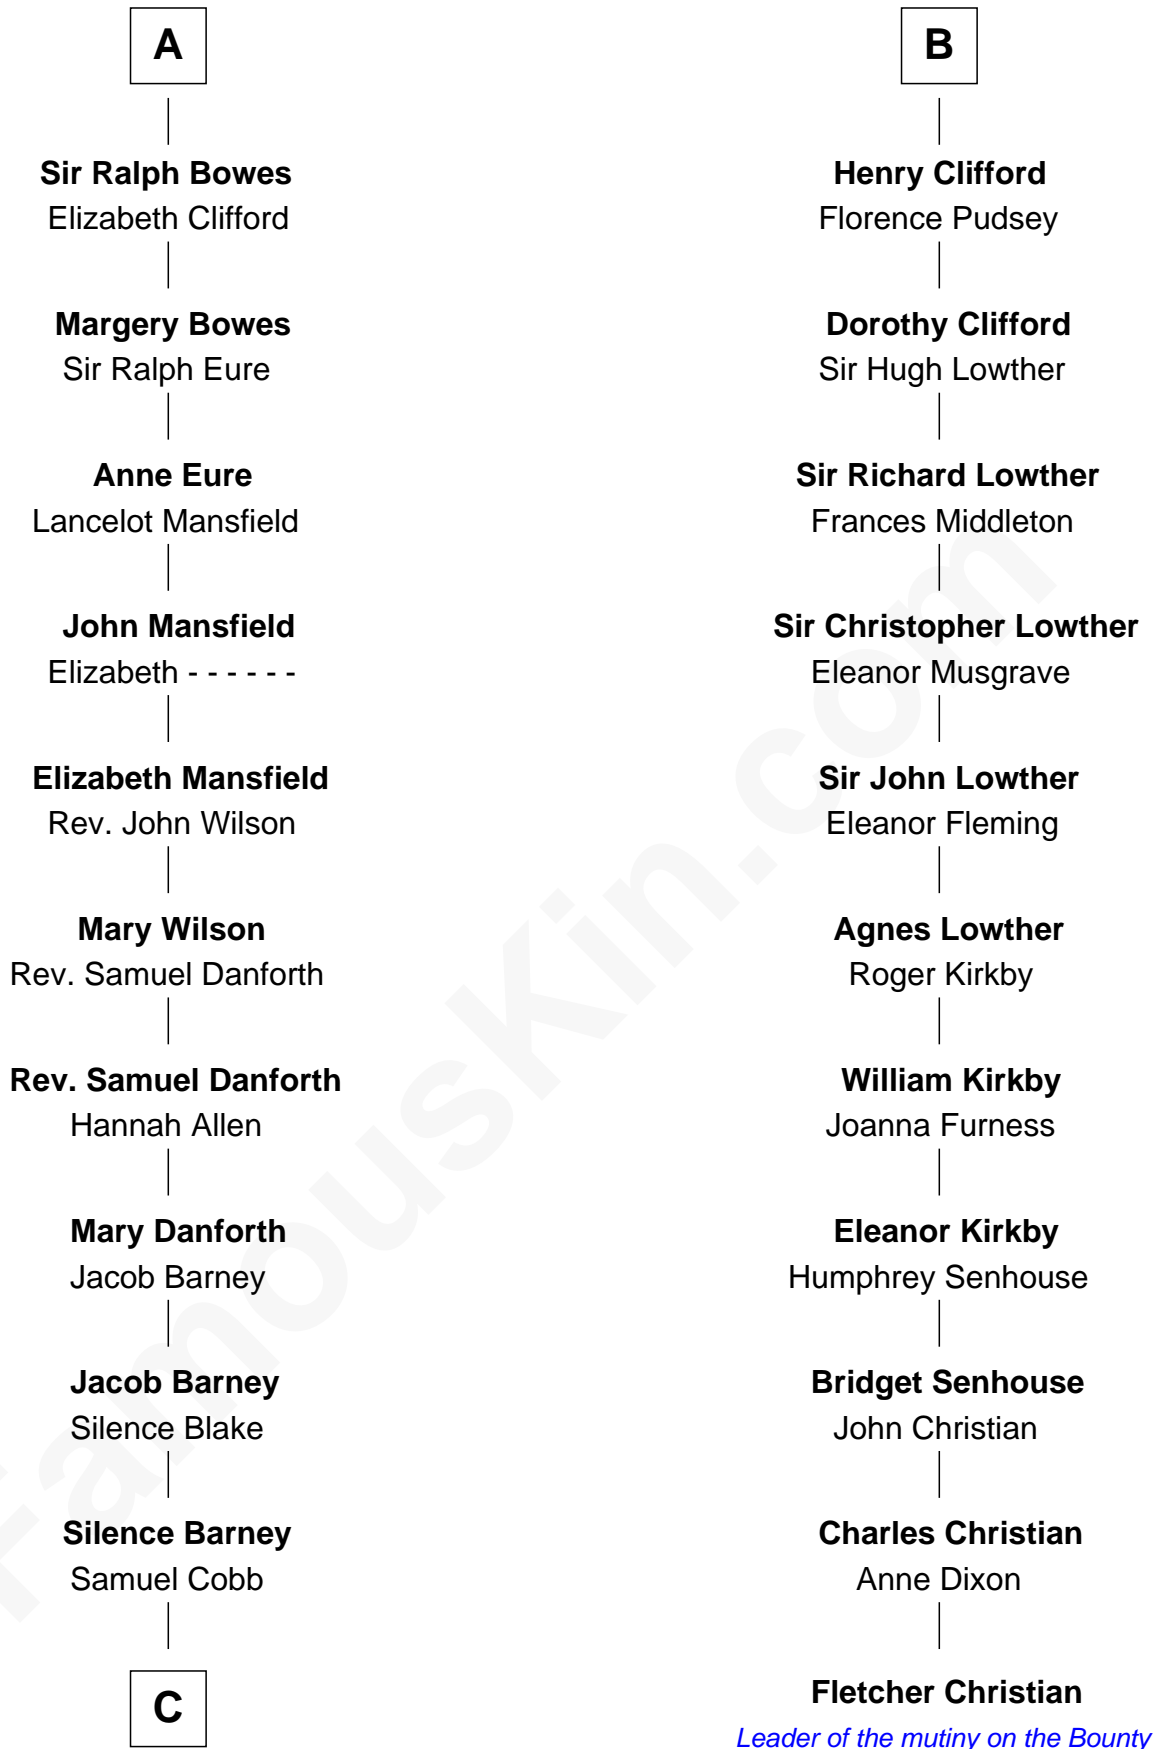 A
Sir Ralph Bowes
Elizabeth Clifford
Margery Bowes
Sir Ralph Eure
Anne Eure
Lancelot Mansfield
John Mansfield
Elizabeth - - - - - -
Elizabeth Mansfield
Rev. John Wilson
Mary Wilson
Rev. Samuel Danforth
Rev. Samuel Danforth
Hannah Allen
Mary Danforth
Jacob Barney
Jacob Barney
Silence Blake
Silence Barney
Samuel Cobb
C
B
Henry Clifford
Florence Pudsey
Dorothy Clifford
Sir Hugh Lowther
Sir Richard Lowther
Frances Middleton
Sir Christopher Lowther
Eleanor Musgrave
Sir John Lowther
Eleanor Fleming
Agnes Lowther
Roger Kirkby
William Kirkby
Joanna Furness
Eleanor Kirkby
Humphrey Senhouse
Bridget Senhouse
John Christian
Charles Christian
Anne Dixon
Fletcher Christian
Leader of the mutiny on the Bounty
FamousKin.com